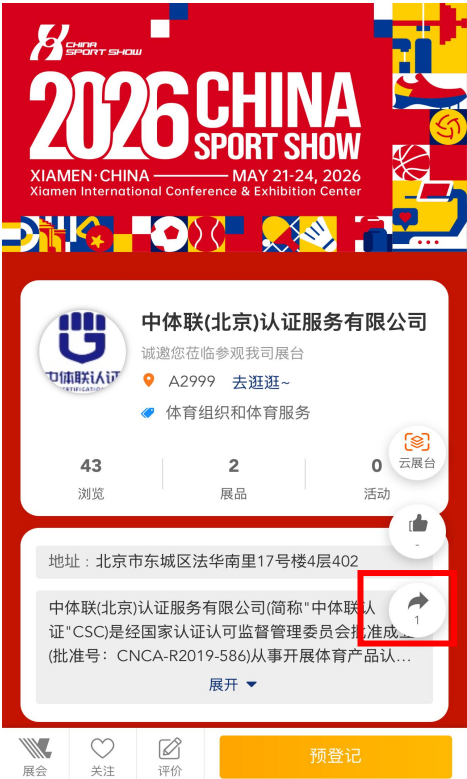 CHINA
SPORT SHOW
2026 CHINA
SPORT SHOW
XIAMEN·CHINA MAY 21-24, 2026
Xiamen International Conference & Exhibition Center
中体联(北京)认证服务有限公司
诚邀您莅临参观我司展台
中体联认证
A2999 去逛逛~
体育组织和体育服务
云展台
43 2 0
浏览 展品 活动
-
地址：北京市东城区法华南里17号楼4层402
中体联(北京)认证服务有限公司(简称"中体联认
1
证"CSC)是经国家认证认可监督管理委员会批准成立
(批准号：CNCA-R2019-586)从事开展体育产品认...
展开
展会 关注 评价 预登记